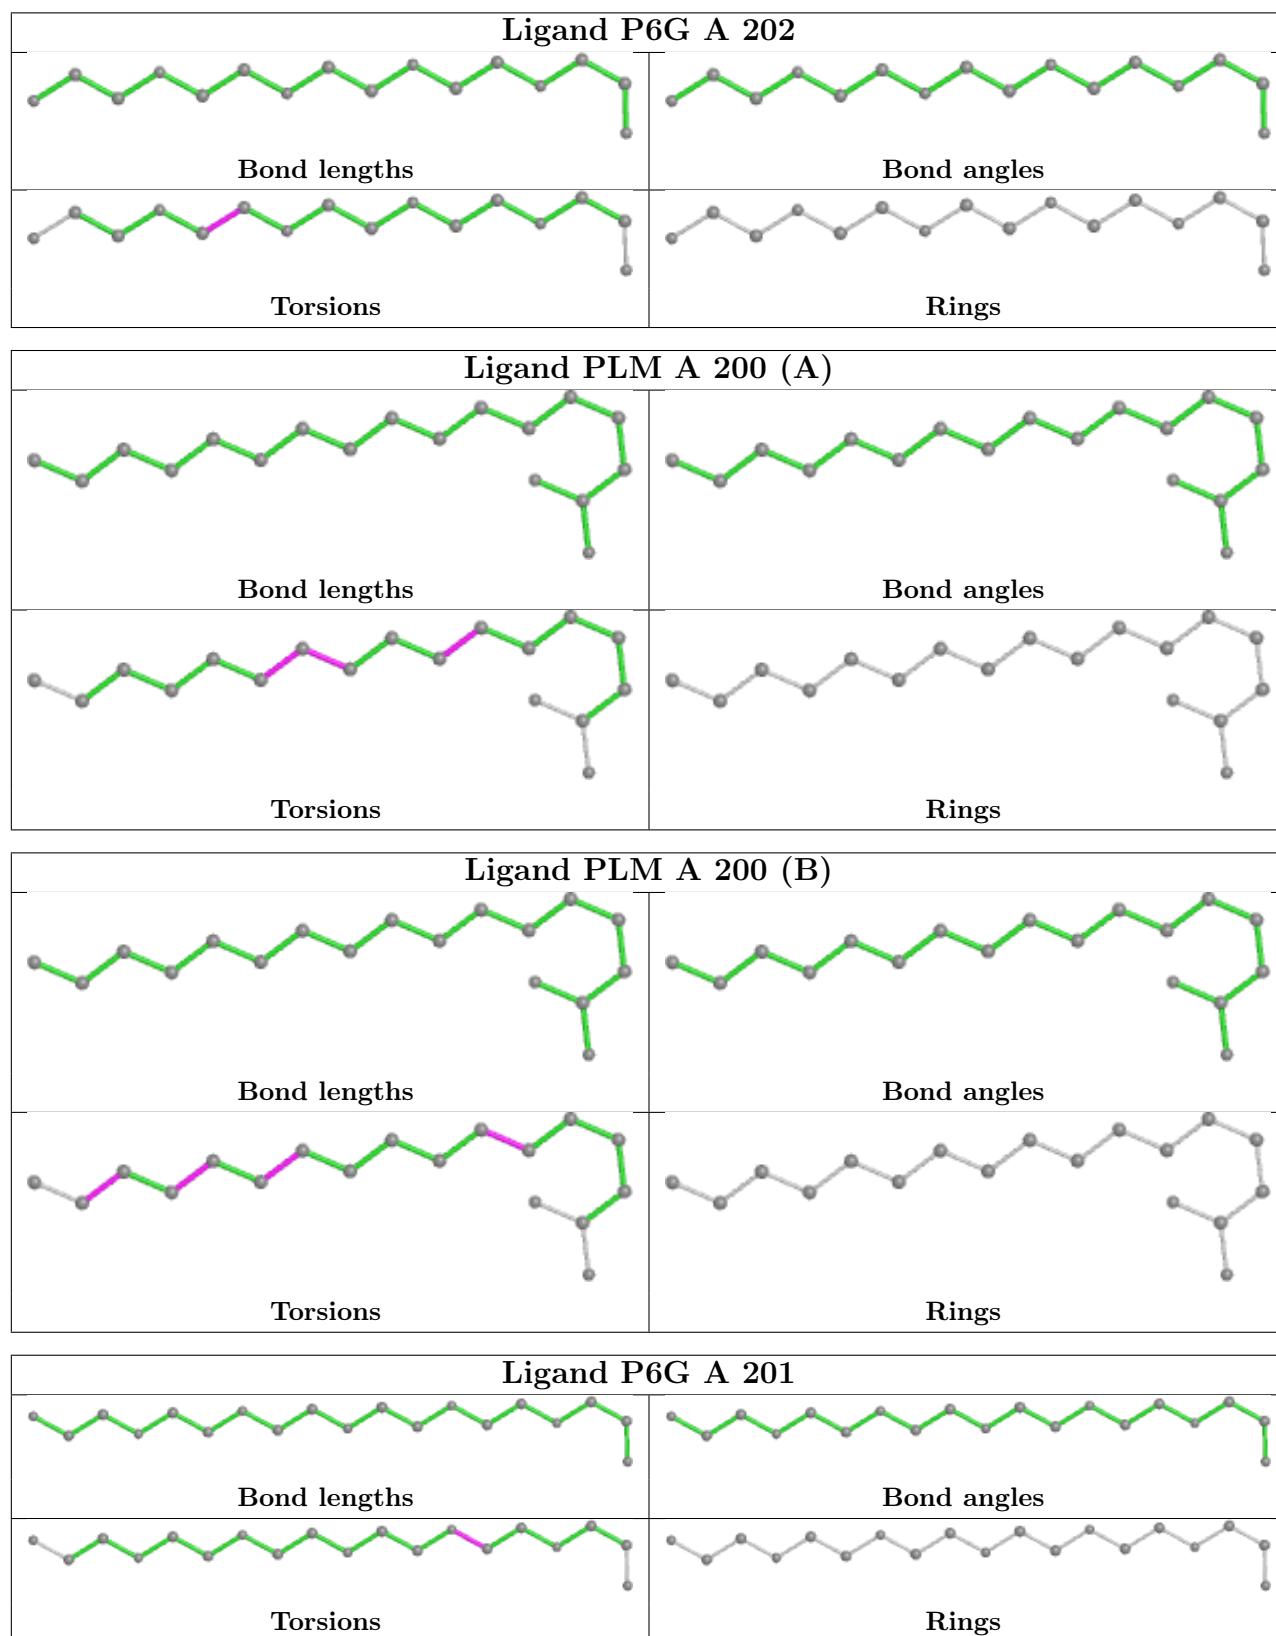 Ligand P6G A 202
Bond lengths Bond angles
Torsions Rings
Ligand PLM A 200 (A)
Bond lengths Bond angles
Torsions Rings
Ligand PLM A 200 (B)
Bond lengths Bond angles
Torsions Rings
Ligand P6G A 201
Bond lengths Bond angles
Torsions Rings